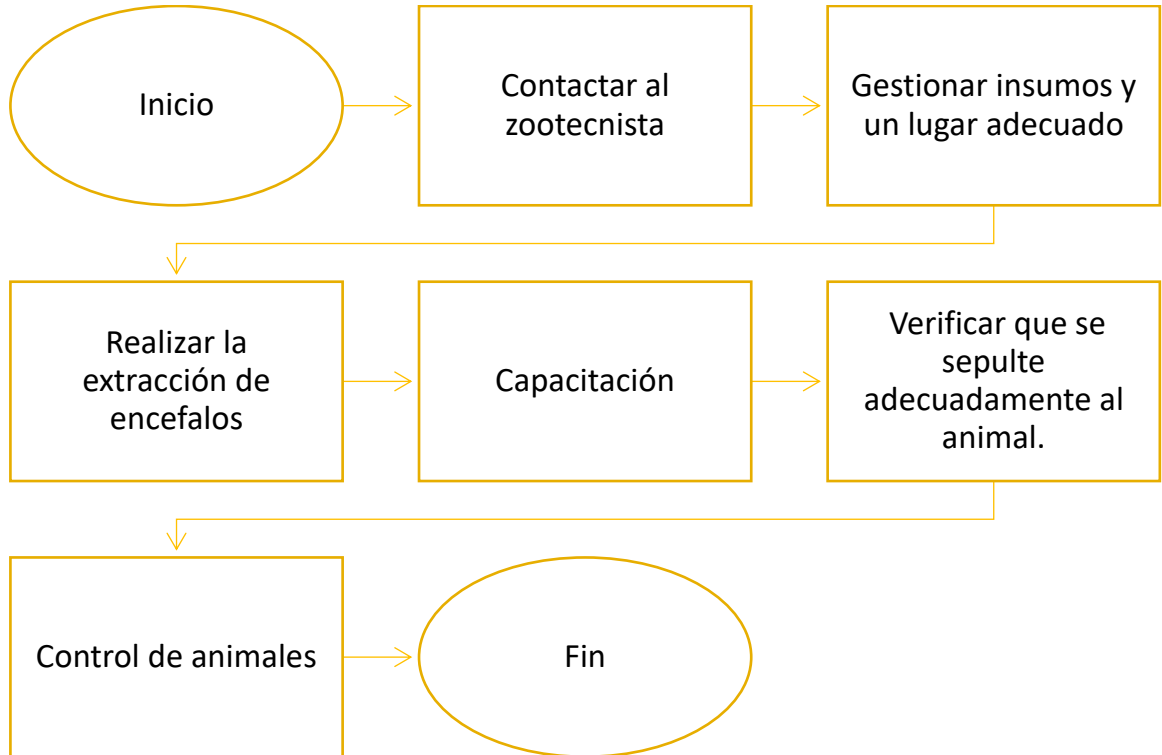 Inicio
Contactar al
zootecnista
Gestionar insumos y
un lugar adecuado
Realizar la
extracción de
encefalos
Capacitación
Verificar que se
sepulte
adecuadamente al
animal.
Control de animales
Fin